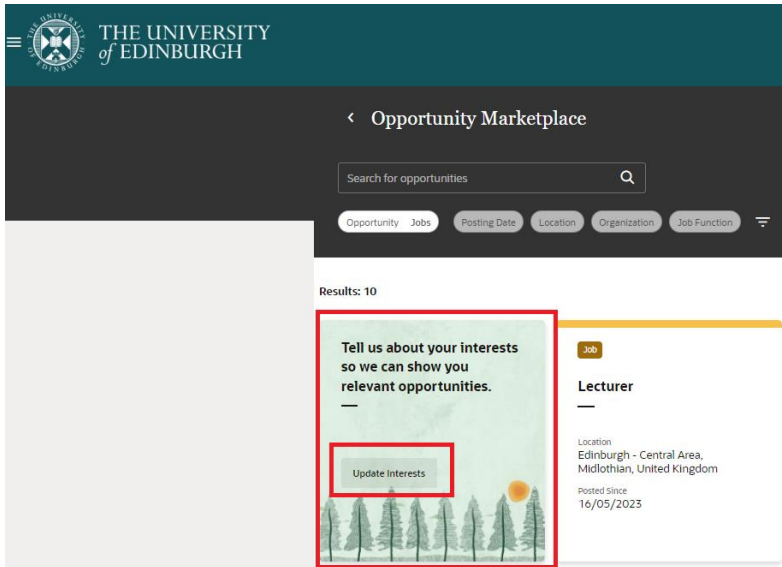 THE UNIVERSITY
of EDINBURGH
Opportunity Marketplace
Search for opportunities
Opportunity Jobs
Posting Date
Location
Organization
Job Function
Results: 10
Tell us about your interests
so we can show you
relevant opportunities.
Update Interests
Job
Lecturer
Location
Edinburgh - Central Area,
Midlothian, United Kingdom
Posted Since
16/05/2023